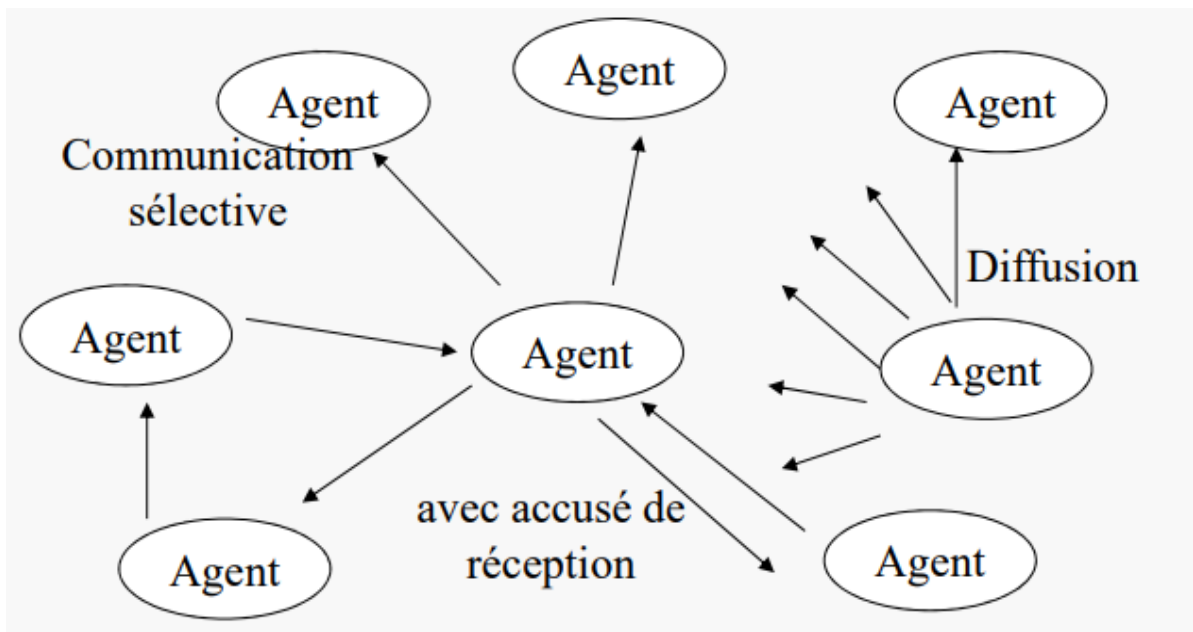 Agent
Agent
Agent
Communication
sélective
Diffusion
Agent
Agent
Agent
avec accusé de
réception
Agent
Agent